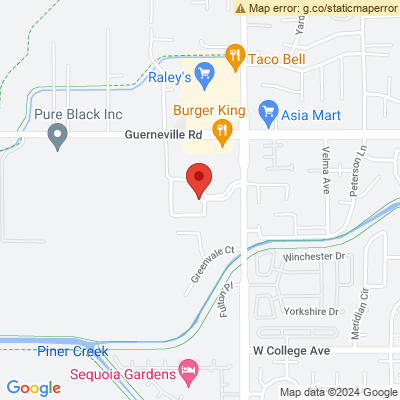 Map error: g.co/staticmaperror
Yard
Taco Bell
Raley's
Burger King
Asia Mart
Pure Black Inc
Guerneville Rd
Velma Ave
Peterson Ln
Greenvale Ct
Winchester Dr
Fulton Pl
Yorkshire Dr
Meridian Cir
Piner Creek
W College Ave
Sequoia Gardens
Google
Map data ©2024 Google